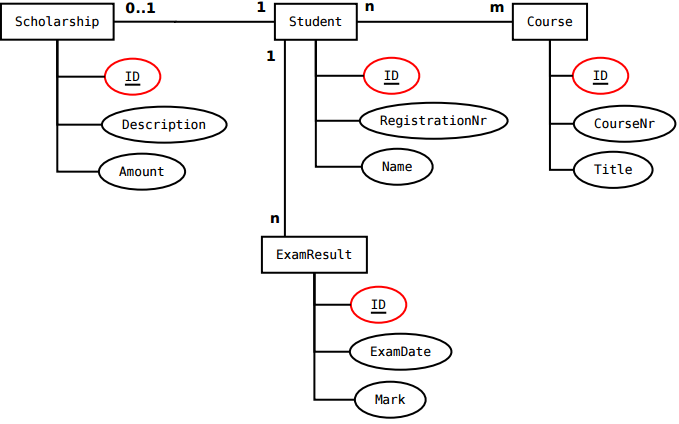 0..1 1 n m
Scholarship Student Course
1
ID ID ID
Description RegistrationNr CourseNr
Amount Name Title
n
ExamResult
ID
ExamDate
Mark